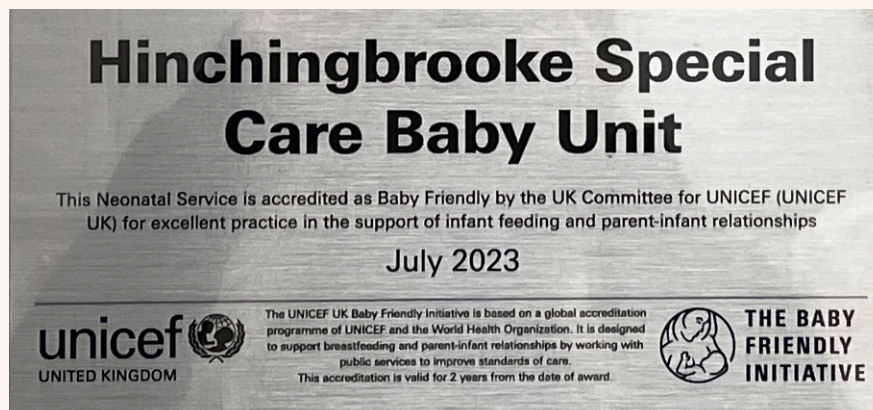 Hinchingbrooke Special
Care Baby Unit
This Neonatal Service is accredited as Baby Friendly by the UK Committee for UNICEF (UNICEF
UK) for excellent practice in the support of infant feeding and parent-infant relationships
July 2023
unicef
UNITED KINGDOM
The UNICEF UK Baby Friendly Initiative is based on a global accreditation
programme of UNICEF and the World Health Organization. It is designed
to support breastfeeding and parent-infant relationships by working with
public services to improve standards of care.
This accreditation is valid for 2 years from the date of award.
THE BABY
FRIENDLY
INITIATIVE